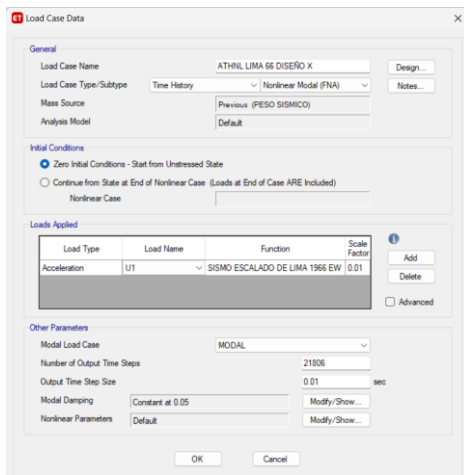 ET Load Case Data
General
Load Case Name ATHNL LIMA 66 DISEÑO X Design...
Load Case Type/Subtype Time History Nonlinear Modal (FNA) Notes...
Mass Source Previous (PESO SISMICO)
Analysis Model Default
Initial Conditions
Zero Initial Conditions - Start from Unstressed State
Continue from State at End of Nonlinear Case (Loads at End of Case ARE Included)
Nonlinear Case
Loads Applied
Load Type Load Name Function Scale Factor
Acceleration U1 SISMO ESCALADO DE LIMA 1966 EW 0.01
Add
Delete
Advanced
Other Parameters
Modal Load Case MODAL
Number of Output Time Steps 21806
Output Time Step Size 0.01 sec
Modal Damping Constant at 0.05 Modify/Show...
Nonlinear Parameters Default Modify/Show...
OK Cancel